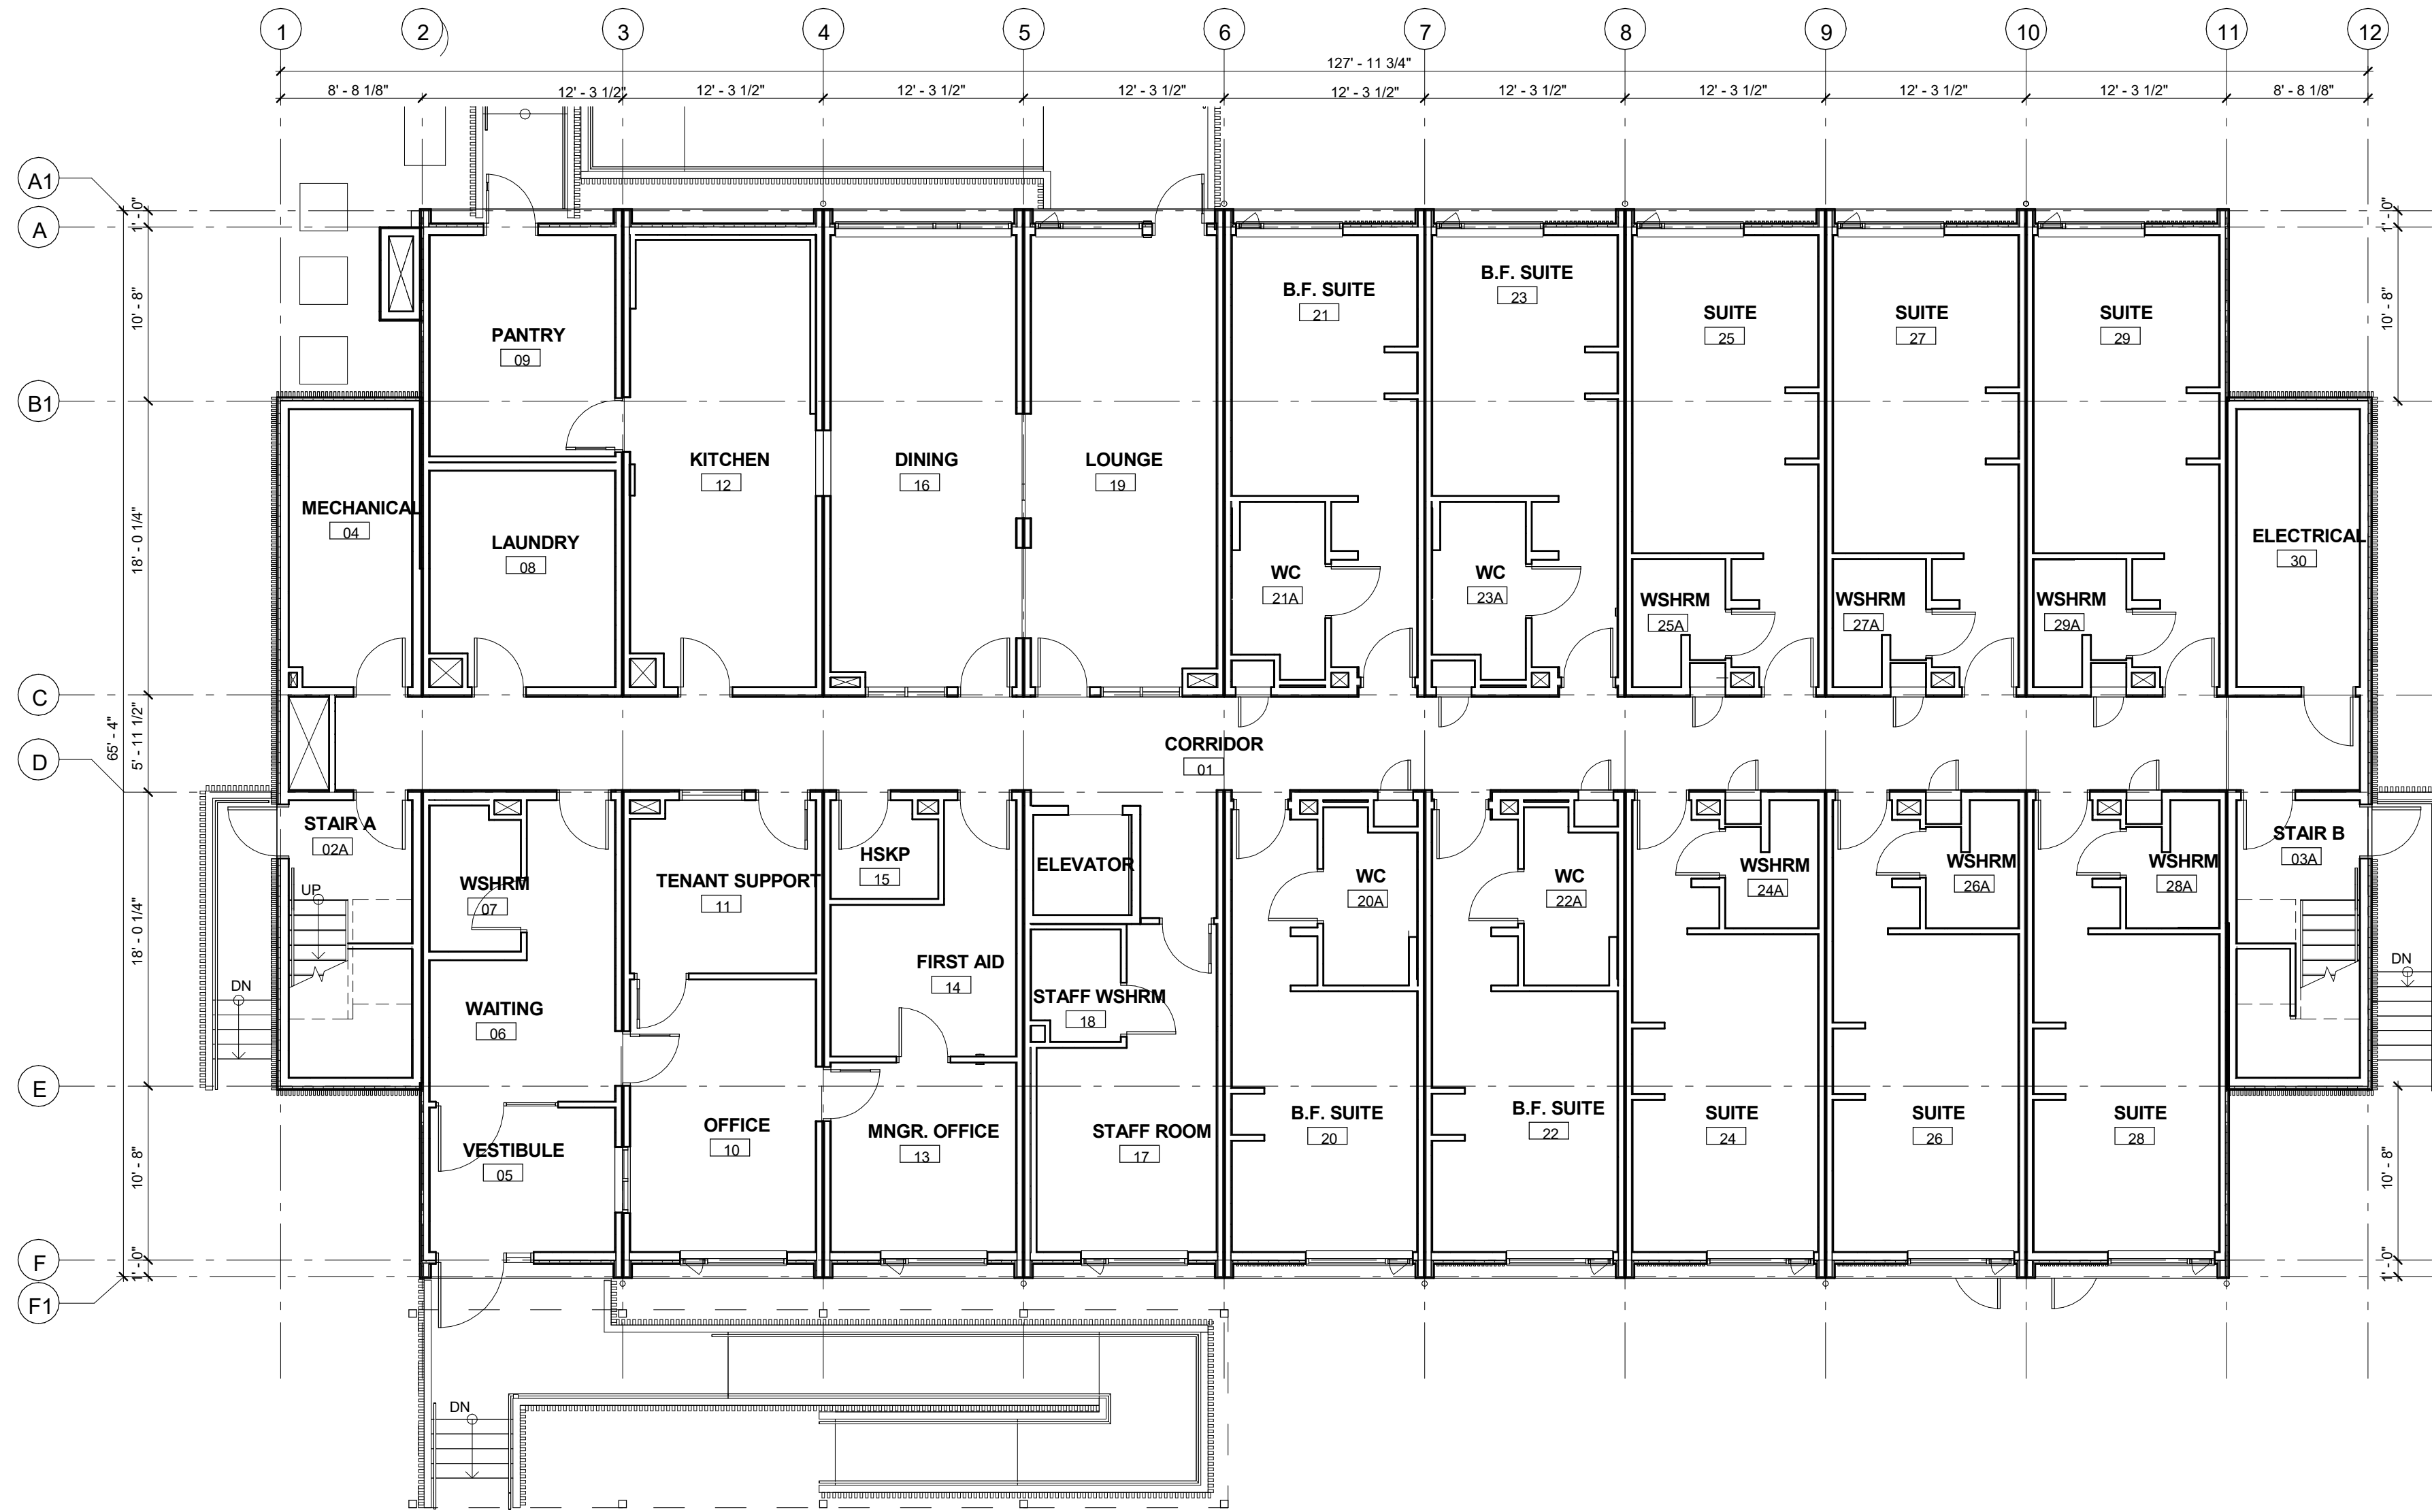 1 2 3 4 5 6 7 8 9 10 11 12
127' - 11 3/4"
8' - 8 1/8" 12' - 3 1/2" 12' - 3 1/2" 12' - 3 1/2" 12' - 3 1/2" 12' - 3 1/2" 12' - 3 1/2" 12' - 3 1/2" 12' - 3 1/2" 12' - 3 1/2" 8' - 8 1/8"
A1
1' - 0"
1' - 0"
A
10' - 8"
10' - 8"
B.F. SUITE
21
B.F. SUITE
23
SUITE
25
SUITE
27
SUITE
29
PANTRY
09
B1
KITCHEN
12
DINING
16
LOUNGE
19
MECHANICAL
04
LAUNDRY
08
18' - 0 1/4"
ELECTRICAL
30
WC
21A
WC
23A
WSHRM
25A
WSHRM
27A
WSHRM
29A
C
65' - 4"
5' - 11 1/2"
D
CORRIDOR
01
STAIR A
02A
UP
WSHRM
07
TENANT SUPPORT
11
HSKP
15
ELEVATOR
WC
20A
WC
22A
WSHRM
24A
WSHRM
26A
WSHRM
28A
STAIR B
03A
18' - 0 1/4"
DN
WAITING
06
FIRST AID
14
STAFF WSHRM
18
DN
E
VESTIBULE
05
OFFICE
10
MNGR. OFFICE
13
STAFF ROOM
17
B.F. SUITE
20
B.F. SUITE
22
SUITE
24
SUITE
26
SUITE
28
10' - 8"
10' - 8"
F
1' - 0"
1' - 0"
F1
DN